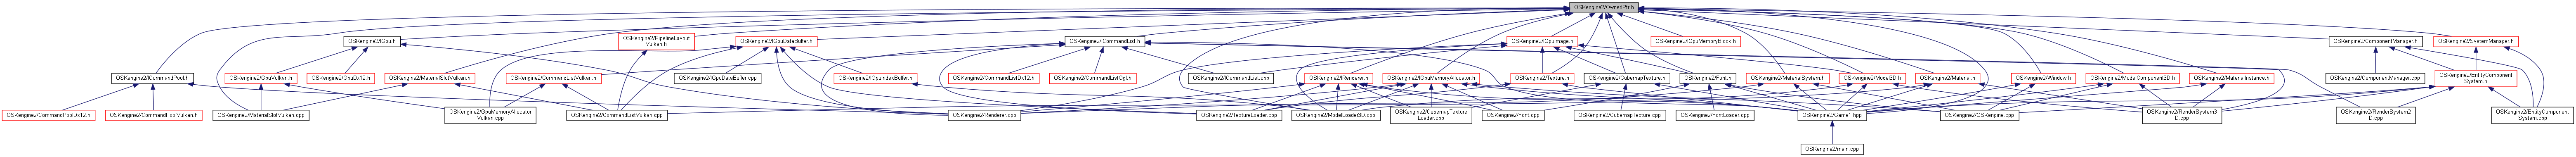 OSKengine2/OwnedPtr.h
OSKengine2/IGpu.h
OSKengine2/PipelineLayout
Vulkan.h
OSKengine2/IGpuDataBuffer.h
OSKengine2/ICommandList.h
OSKengine2/IGpuImage.h
OSKengine2/IGpuMemoryBlock.h
OSKengine2/ComponentManager.h
OSKengine2/SystemManager.h
OSKengine2/ICommandPool.h
OSKengine2/GpuVulkan.h
OSKengine2/GpuDx12.h
OSKengine2/MaterialSlotVulkan.h
OSKengine2/CommandListVulkan.h
OSKengine2/IGpuDataBuffer.cpp
OSKengine2/IGpuIndexBuffer.h
OSKengine2/CommandListDx12.h
OSKengine2/CommandListOgl.h
OSKengine2/ICommandList.cpp
OSKengine2/IRenderer.h
OSKengine2/IGpuMemoryAllocator.h
OSKengine2/Texture.h
OSKengine2/CubemapTexture.h
OSKengine2/Font.h
OSKengine2/MaterialSystem.h
OSKengine2/Model3D.h
OSKengine2/Material.h
OSKengine2/Window.h
OSKengine2/ModelComponent3D.h
OSKengine2/MaterialInstance.h
OSKengine2/ComponentManager.cpp
OSKengine2/EntityComponent
System.h
OSKengine2/CommandPoolDx12.h
OSKengine2/CommandPoolVulkan.h
OSKengine2/MaterialSlotVulkan.cpp
OSKengine2/GpuMemoryAllocator
Vulkan.cpp
OSKengine2/CommandListVulkan.cpp
OSKengine2/IRenderer.cpp
OSKengine2/TextureLoader.cpp
OSKengine2/ModelLoader3D.cpp
OSKengine2/CubemapTexture
Loader.cpp
OSKengine2/Font.cpp
OSKengine2/CubemapTexture.cpp
OSKengine2/FontLoader.cpp
OSKengine2/Game1.hpp
OSKengine2/OSKengine.cpp
OSKengine2/RenderSystem3
D.cpp
OSKengine2/RenderSystem2
D.cpp
OSKengine2/EntityComponent
System.cpp
OSKengine2/main.cpp